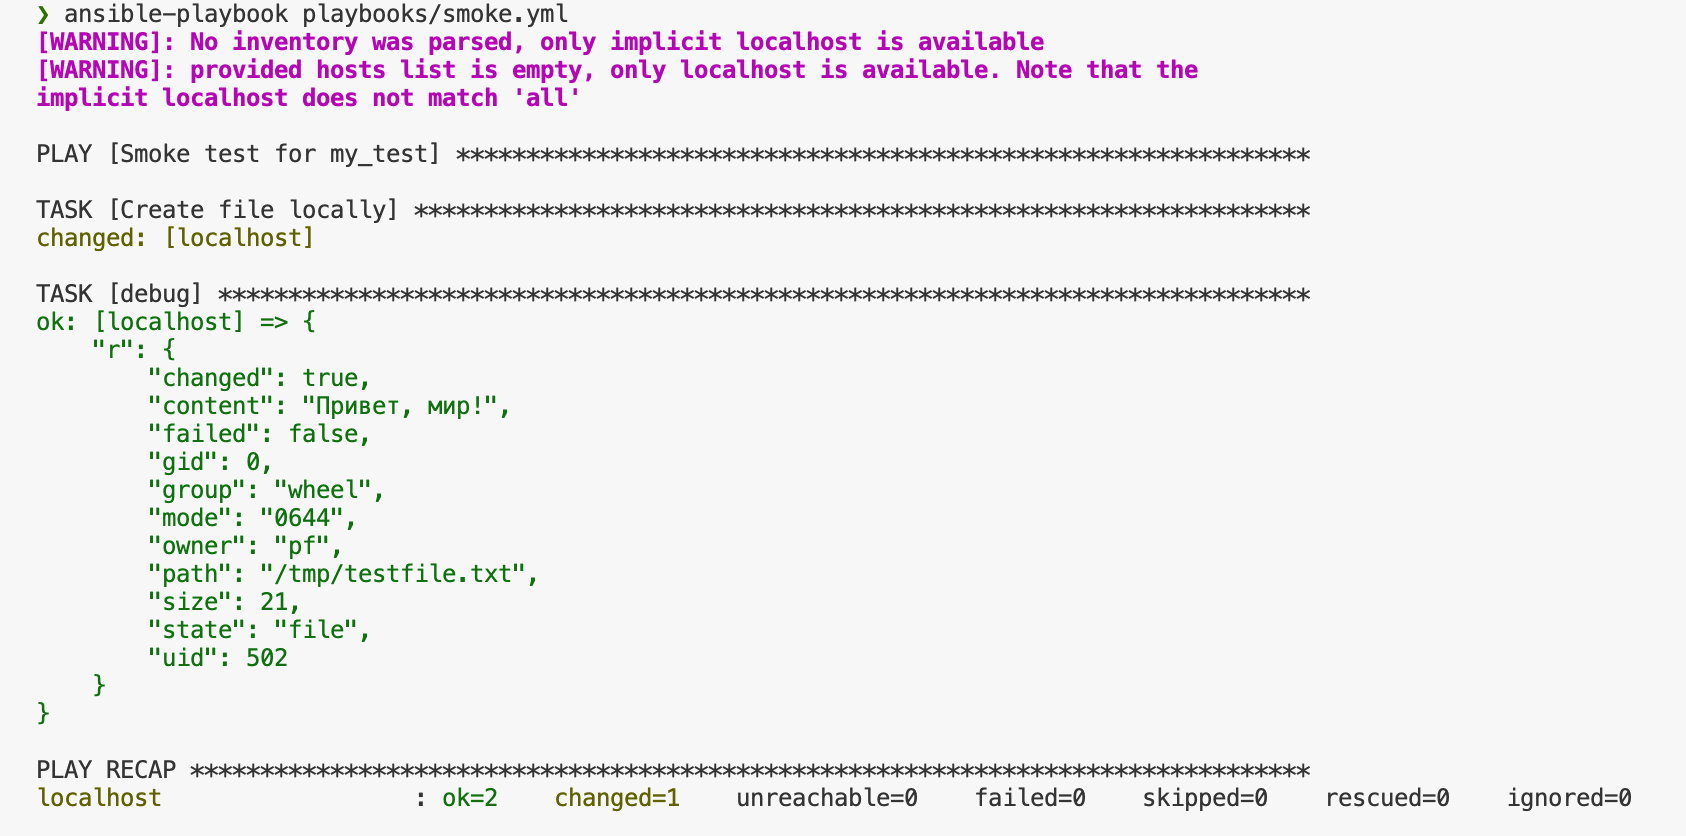 ❯ ansible-playbook playbooks/smoke.yml
[WARNING]: No inventory was parsed, only implicit localhost is available
[WARNING]: provided hosts list is empty, only localhost is available. Note that the
implicit localhost does not match 'all'
PLAY [Smoke test for my_test] *************************************************************
TASK [Create file locally] ****************************************************************
changed: [localhost]
TASK [debug] ******************************************************************************
ok: [localhost] => {
    "r": {
        "changed": true,
        "content": "Привет, мир!",
        "failed": false,
        "gid": 0,
        "group": "wheel",
        "mode": "0644",
        "owner": "pf",
        "path": "/tmp/testfile.txt",
        "size": 21,
        "state": "file",
        "uid": 502
    }
}
PLAY RECAP ********************************************************************************
localhost                  : ok=2    changed=1    unreachable=0    failed=0    skipped=0    rescued=0    ignored=0